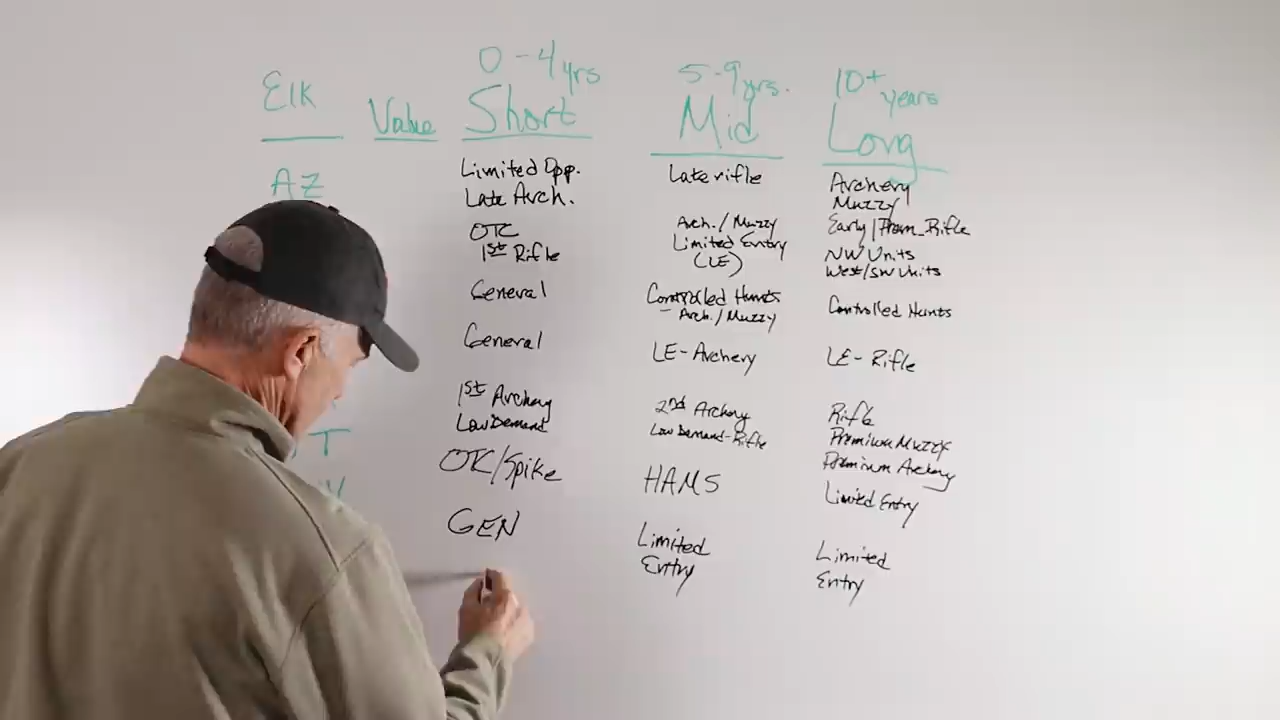 0-4 yrs
5-9 yrs.
10+ years
Elk
Value
Short
Mid
Long
AZ
Limited Opp.
Late Arch.
Late rifle
Archery
Muzzy
Early/Prem. Rifle
OTC
1st Rifle
Arch./Muzzy
Limited Entry
(LE)
NW Units
West/SW Units
General
Controlled Hunts
- Arch./Muzzy
Controlled Hunts
General
LE-Archery
LE-Rifle
1st Archery
Low Demand
2nd Archery
Low Demand-Rifle
Rifle
Premium Muzzy
Premium Archery
T
OTC/Spike
HAMS
Limited Entry
GEN
Limited
Entry
Limited
Entry